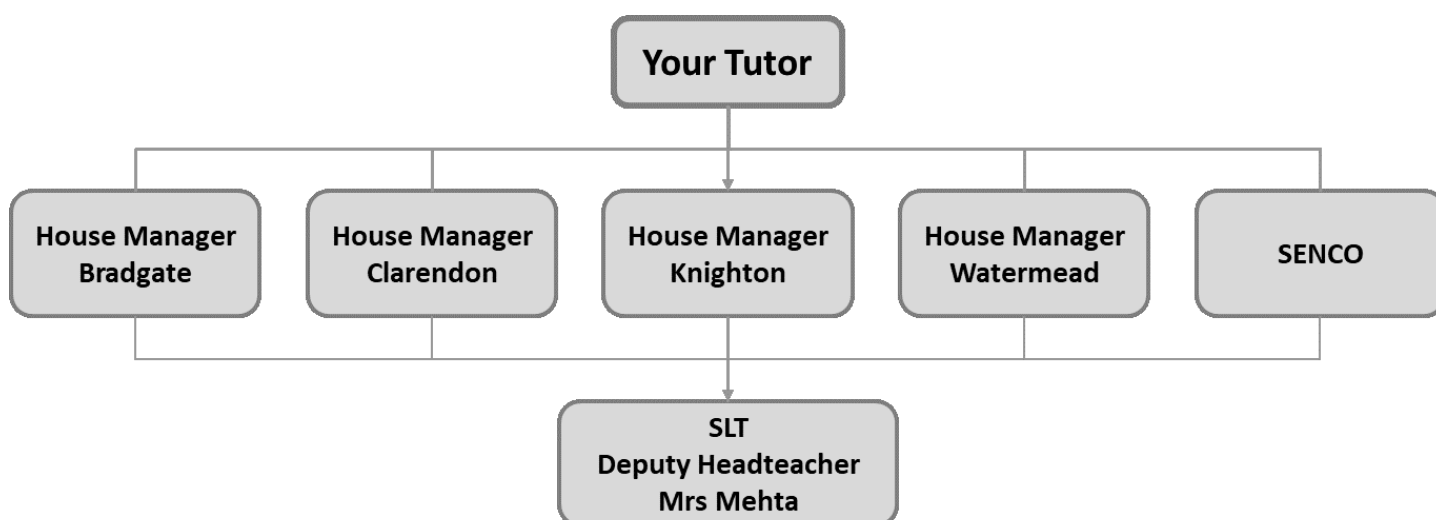 Your Tutor
House Manager
Bradgate
House Manager
Clarendon
House Manager
Knighton
House Manager
Watermead
SENCO
SLT
Deputy Headteacher
Mrs Mehta